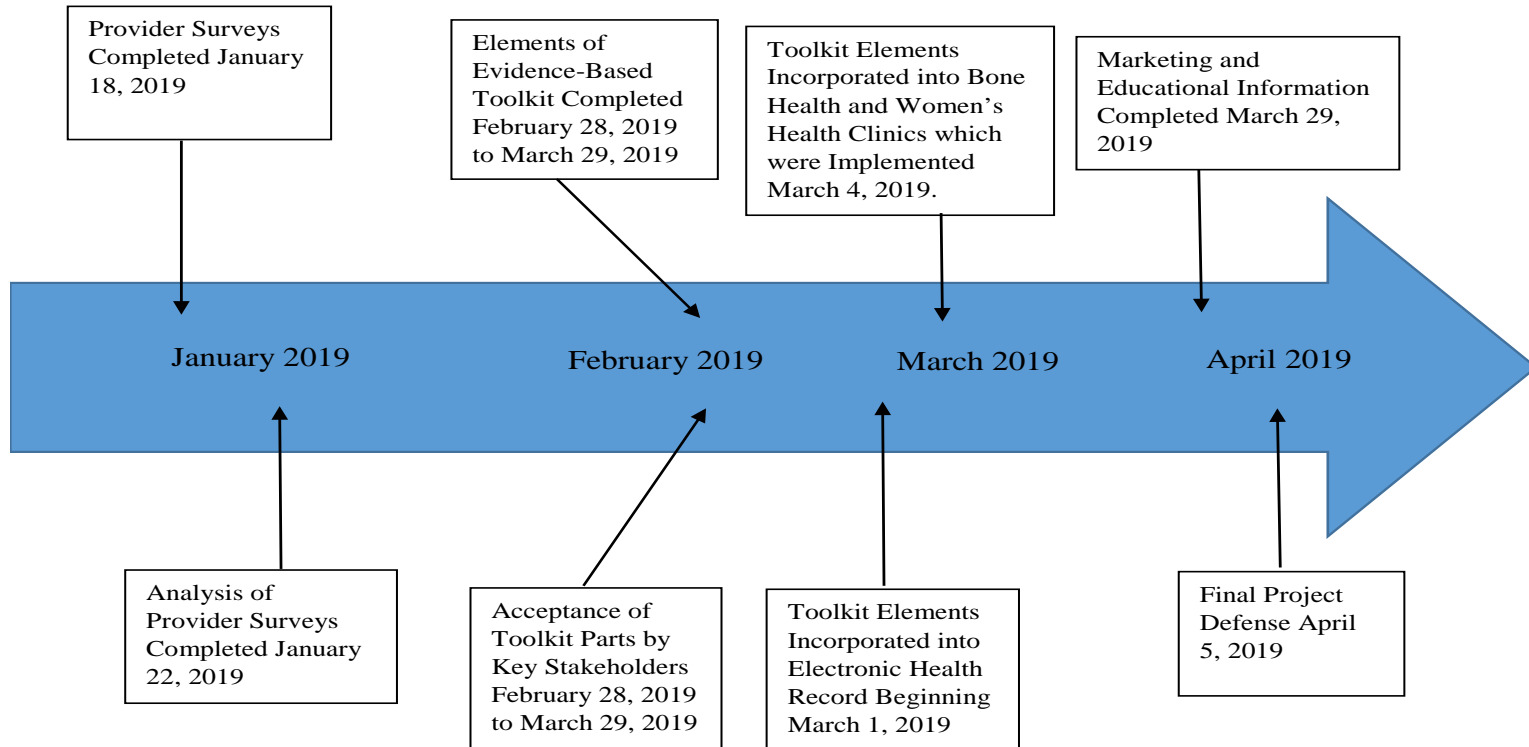 Provider Surveys
Completed January
18, 2019
Elements of
Evidence-Based
Toolkit Completed
February 28, 2019
to March 29, 2019
Toolkit Elements
Incorporated into Bone
Health and Women's
Health Clinics which
were Implemented
March 4, 2019.
Marketing and
Educational Information
Completed March 29,
2019
January 2019
February 2019
March 2019
April 2019
Analysis of
Provider Surveys
Completed January
22, 2019
Acceptance of
Toolkit Parts by
Key Stakeholders
February 28, 2019
to March 29, 2019
Toolkit Elements
Incorporated into
Electronic Health
Record Beginning
March 1, 2019
Final Project
Defense April
5, 2019